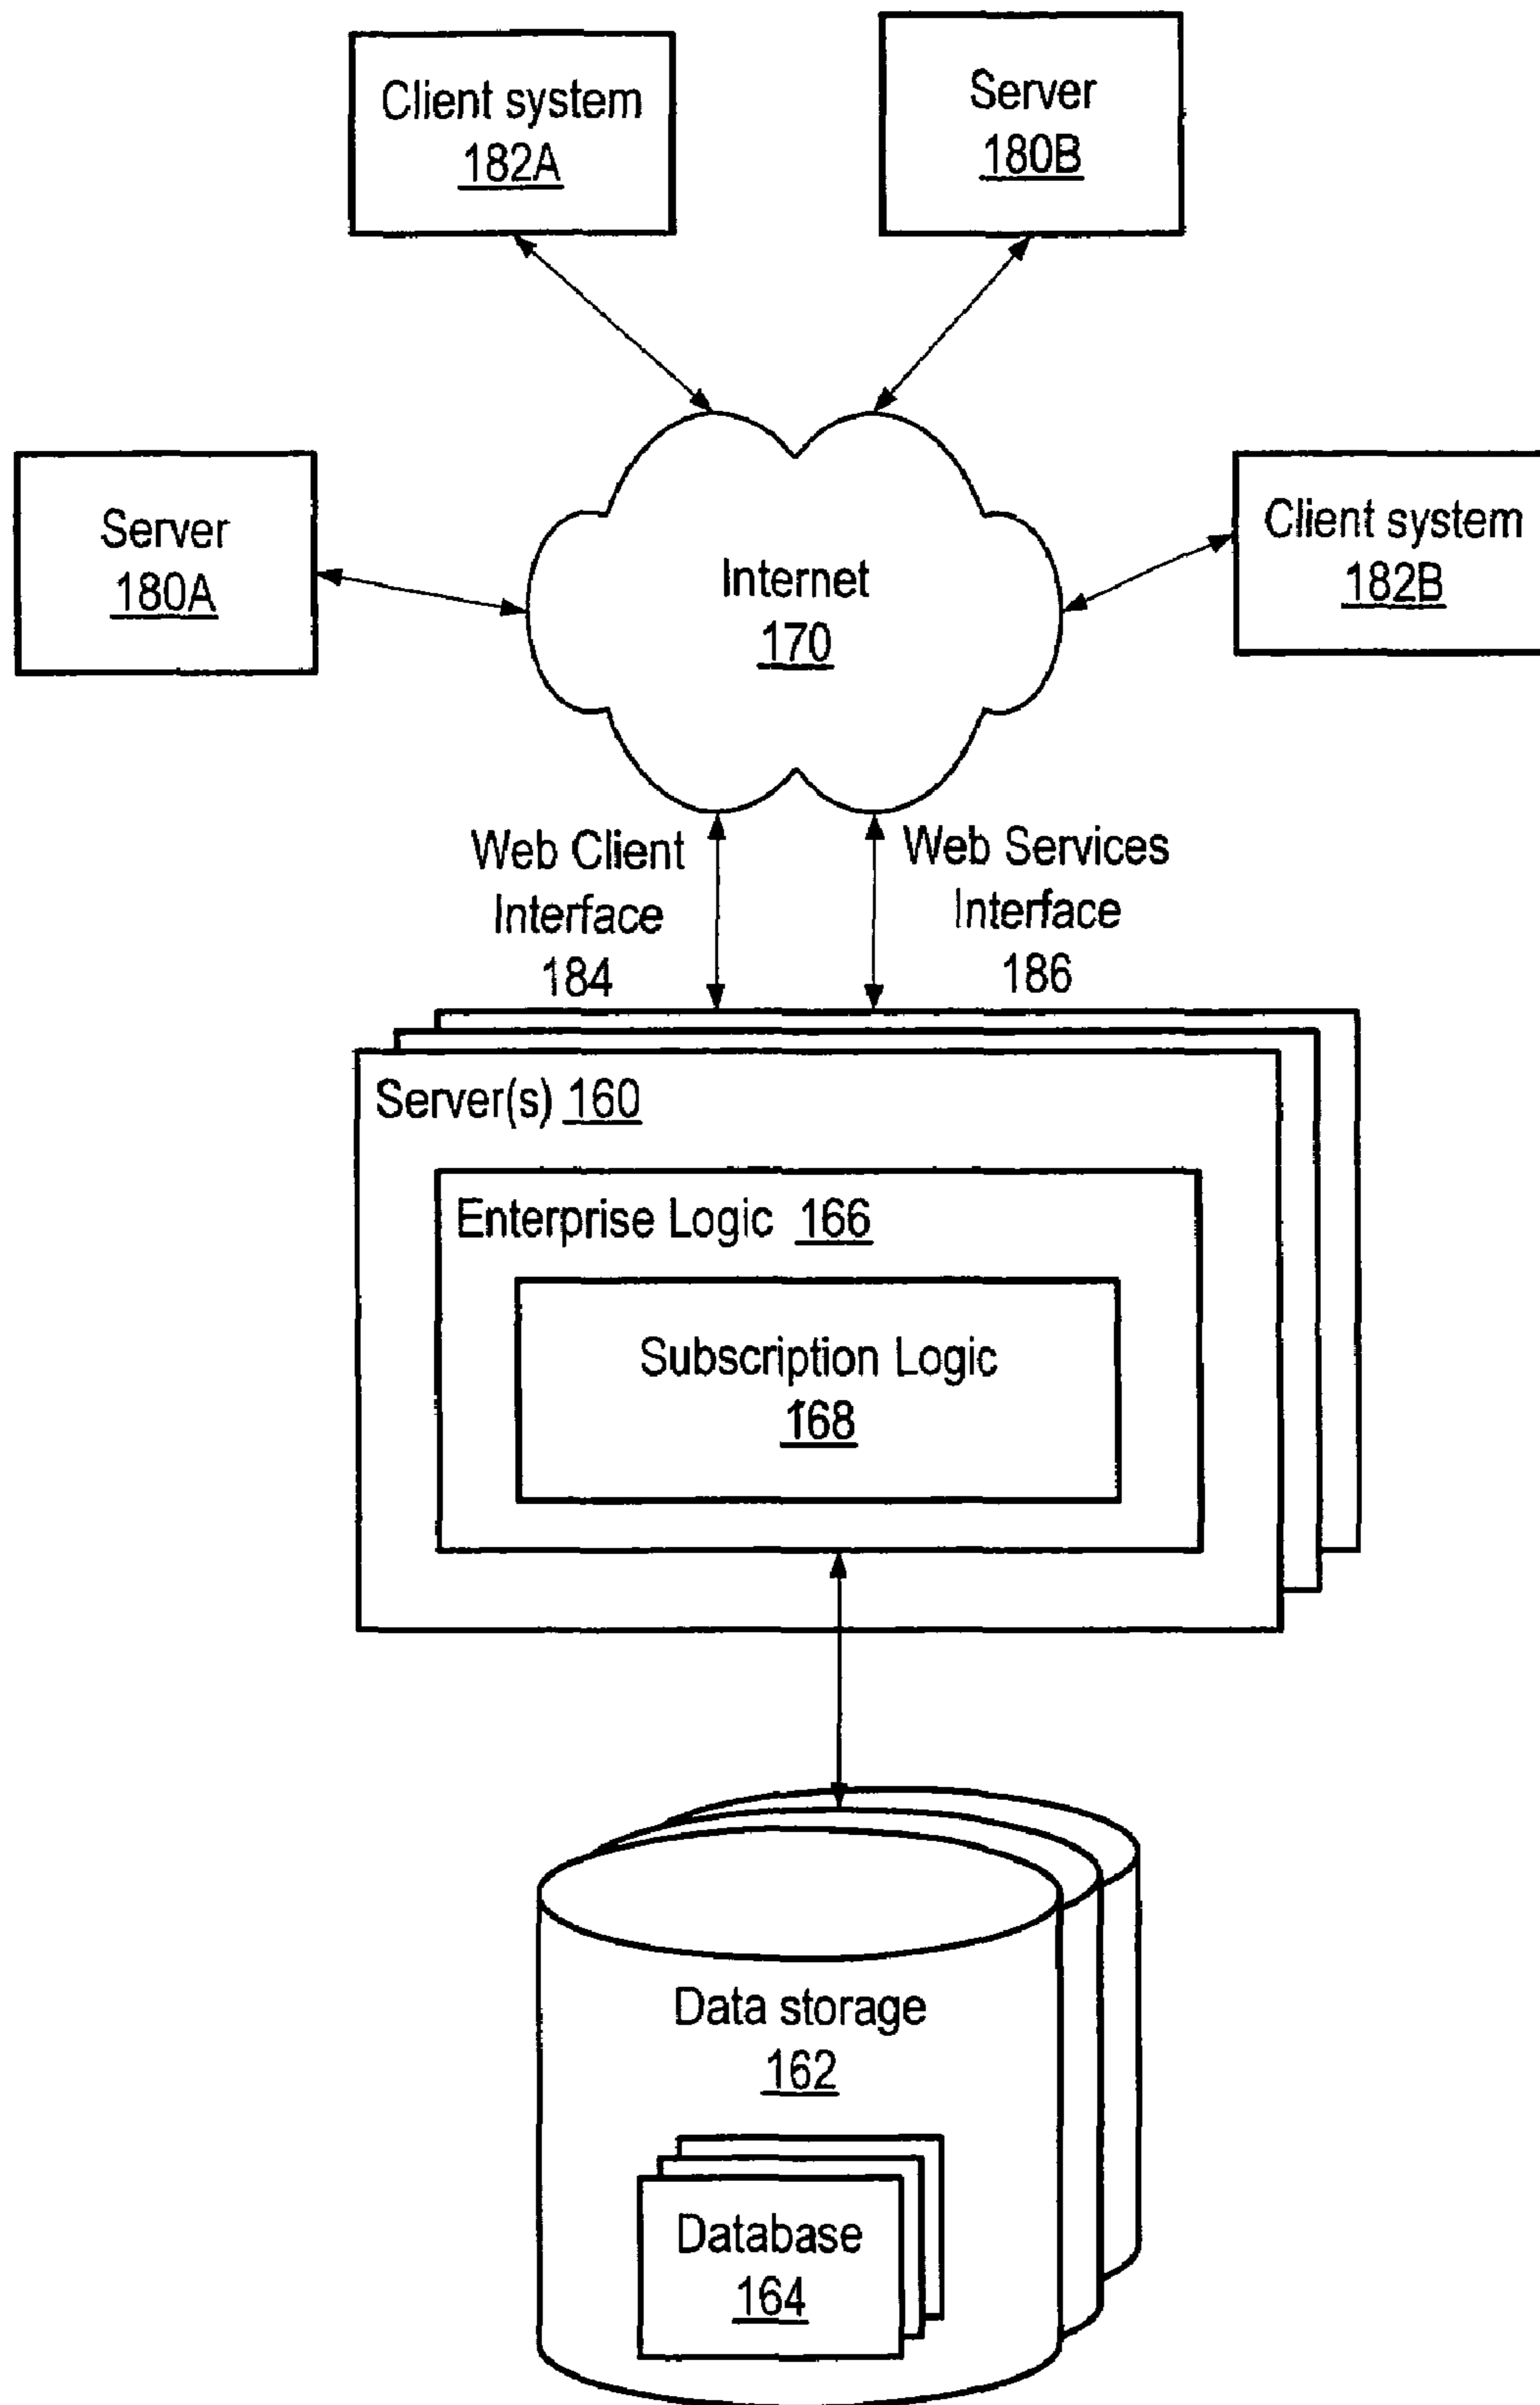 Client system
182A
Server
180B
Server
180A
Internet
170
Client system
182B
Web Client
Interface
184
Web Services
Interface
186
Server(s) 160
Enterprise Logic 166
Subscription Logic
168
Data storage
162
Database
164